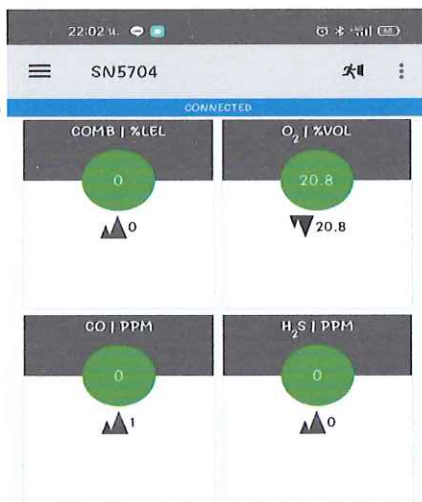 22:02 น.
SN5704
CONNECTED
COMB | %LEL
0
0
O₂ | %VOL
20.8
20.8
CO | PPM
0
1
H₂S | PPM
0
0